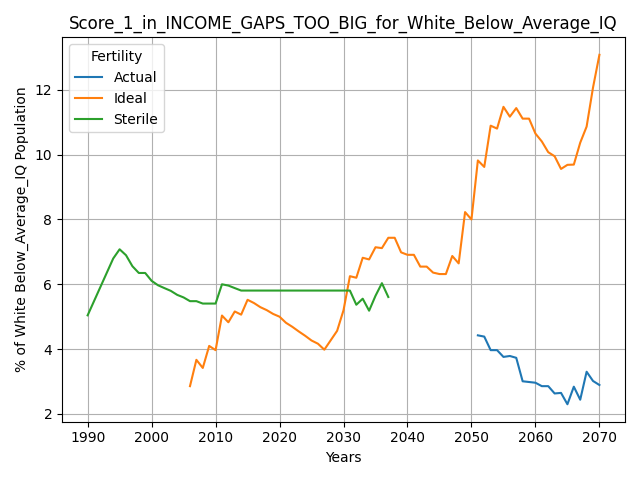 Score_1_in_INCOME_GAPS_TOO_BIG_for_White_Below_Average_IQ
Fertility
Actual
Ideal
Sterile
% of White Below_Average_IQ Population
12
10
8
6
4
2
1990 2000 2010 2020 2030 2040 2050 2060 2070
Years